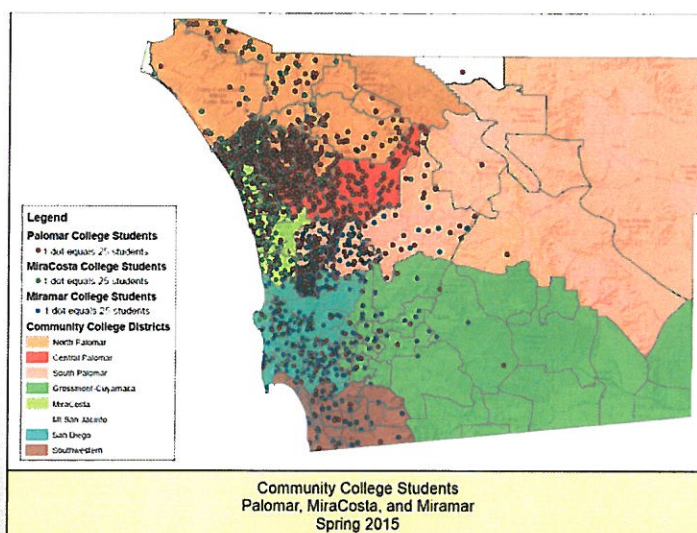 Legend
Palomar College Students
1 dot equals 25 students
MiraCosta College Students
1 dot equals 25 students
Miramar College Students
1 dot equals 25 students
Community College Districts
North Palomar
Central Palomar
South Palomar
Grossmont-Cuyamaca
MiraCosta
Mt San Jacinto
San Diego
Southwestern
Community College Students
Palomar, MiraCosta, and Miramar
Spring 2015